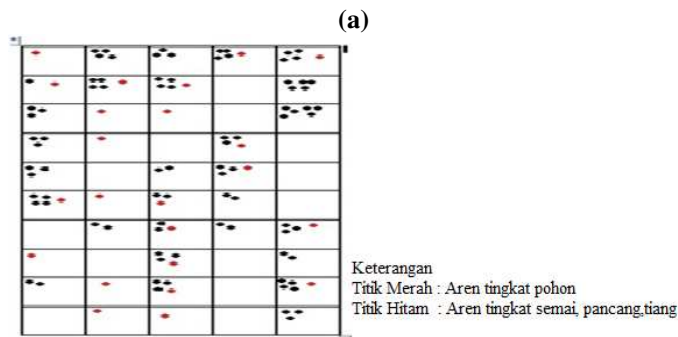 (a)
Keterangan
Titik Merah : Aren tingkat pohon
Titik Hitam : Aren tingkat semai, pancang,tiang